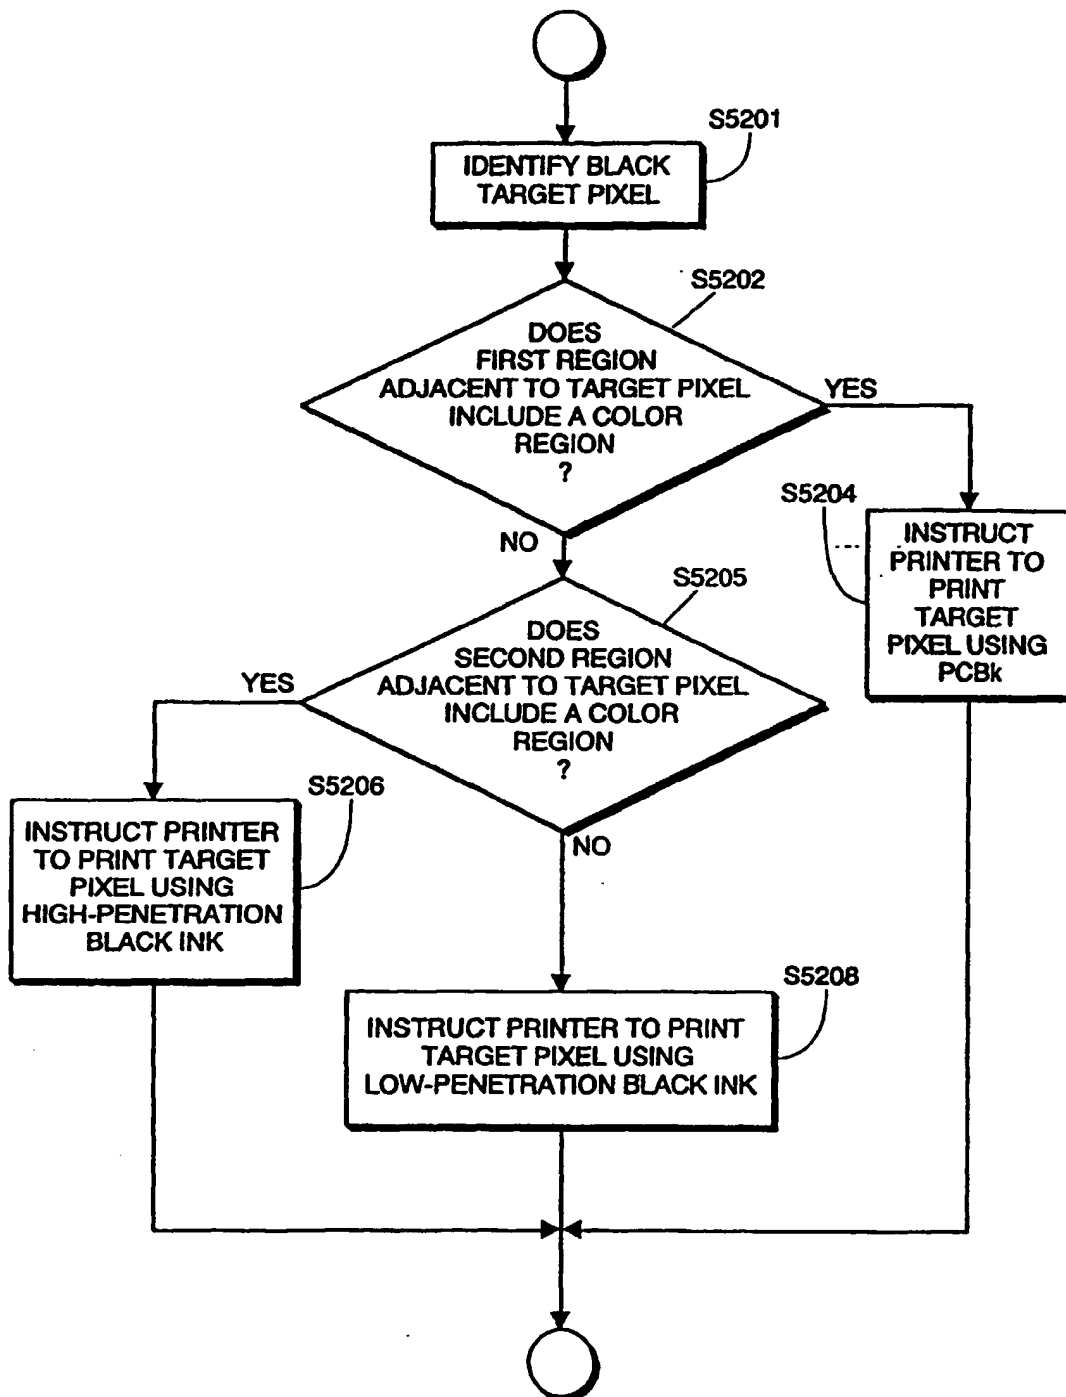 S5201
IDENTIFY BLACK
TARGET PIXEL
S5202
DOES
FIRST REGION
ADJACENT TO TARGET PIXEL
INCLUDE A COLOR
REGION
?
YES
NO
S5204
INSTRUCT
PRINTER TO
PRINT
TARGET
PIXEL USING
PCBk
S5205
DOES
SECOND REGION
ADJACENT TO TARGET PIXEL
INCLUDE A COLOR
REGION
?
YES
NO
S5206
INSTRUCT PRINTER
TO PRINT TARGET
PIXEL USING
HIGH-PENETRATION
BLACK INK
S5208
INSTRUCT PRINTER TO PRINT
TARGET PIXEL USING
LOW-PENETRATION BLACK INK